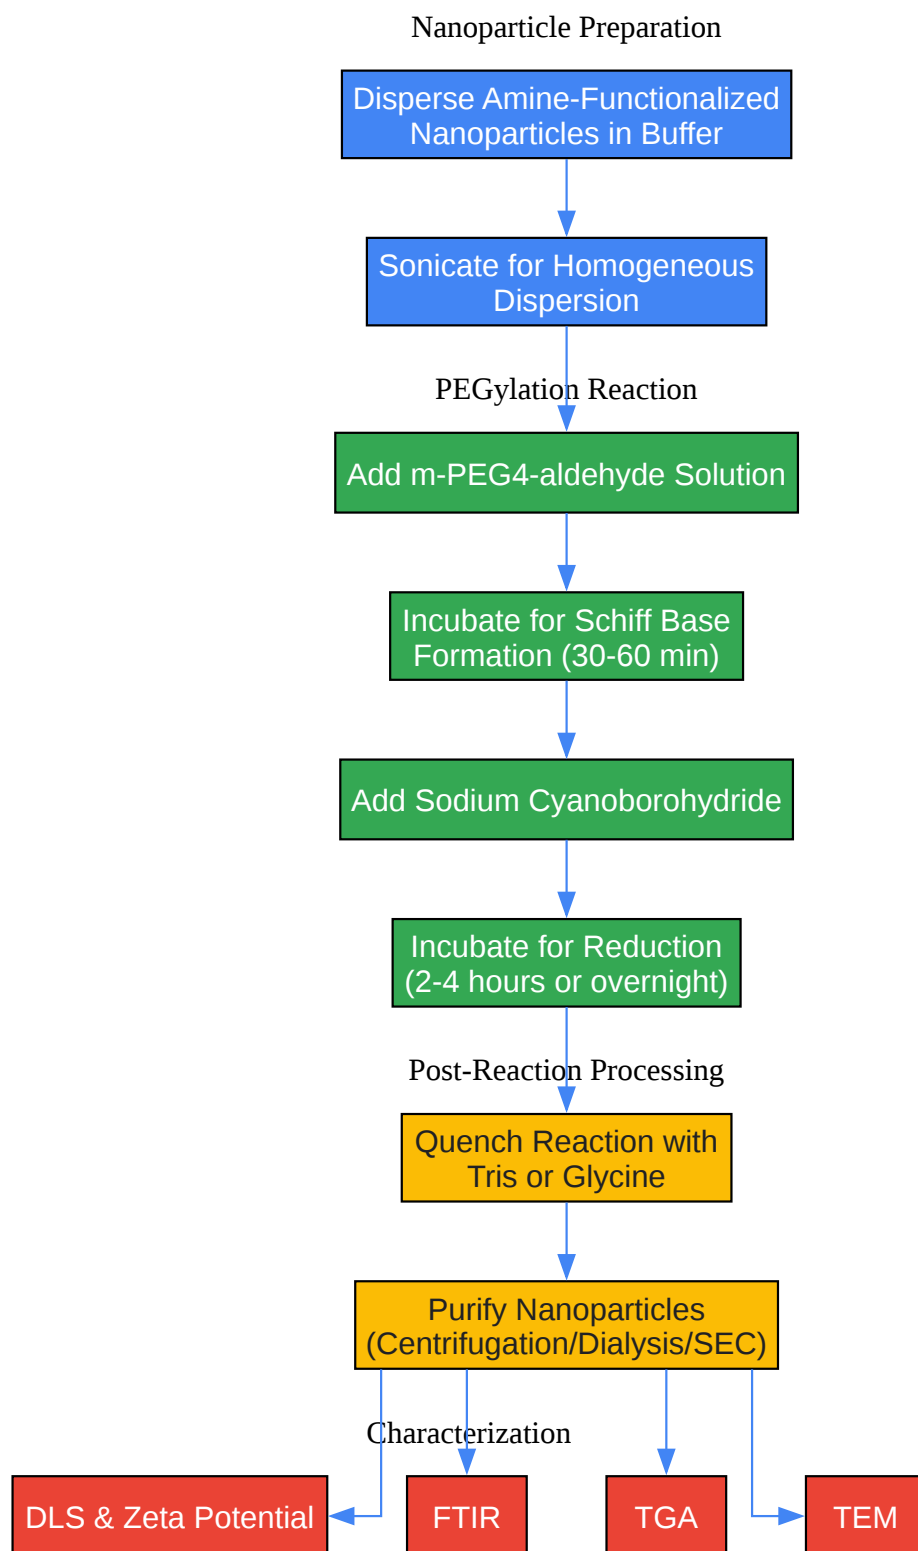 Nanoparticle Preparation
Disperse Amine-Functionalized
Nanoparticles in Buffer
Sonicate for Homogeneous
Dispersion
PEGylation Reaction
Add m-PEG4-aldehyde Solution
Incubate for Schiff Base
Formation (30-60 min)
Add Sodium Cyanoborohydride
Incubate for Reduction
(2-4 hours or overnight)
Post-Reaction Processing
Quench Reaction with
Tris or Glycine
Purify Nanoparticles
(Centrifugation/Dialysis/SEC)
Characterization
DLS & Zeta Potential
FTIR
TGA
TEM